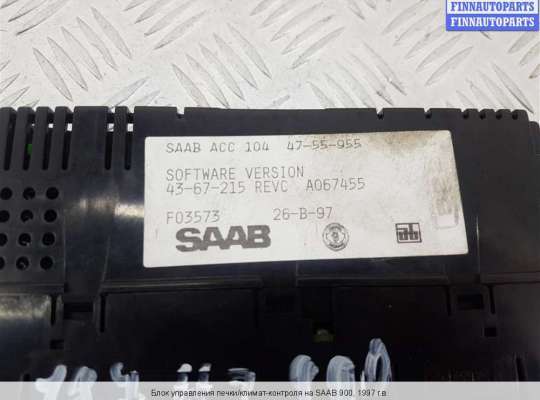 FINNAUTOPARTS
FINNAUTOPARTS
SAAB ACC 104 47-55-955
SOFTWARE VERSION
43-67-215 REVC A067455
F03573 26-B-97
SAAB
Блок управления печки/климат-контроля на SAAB 900, 1997 г.в.